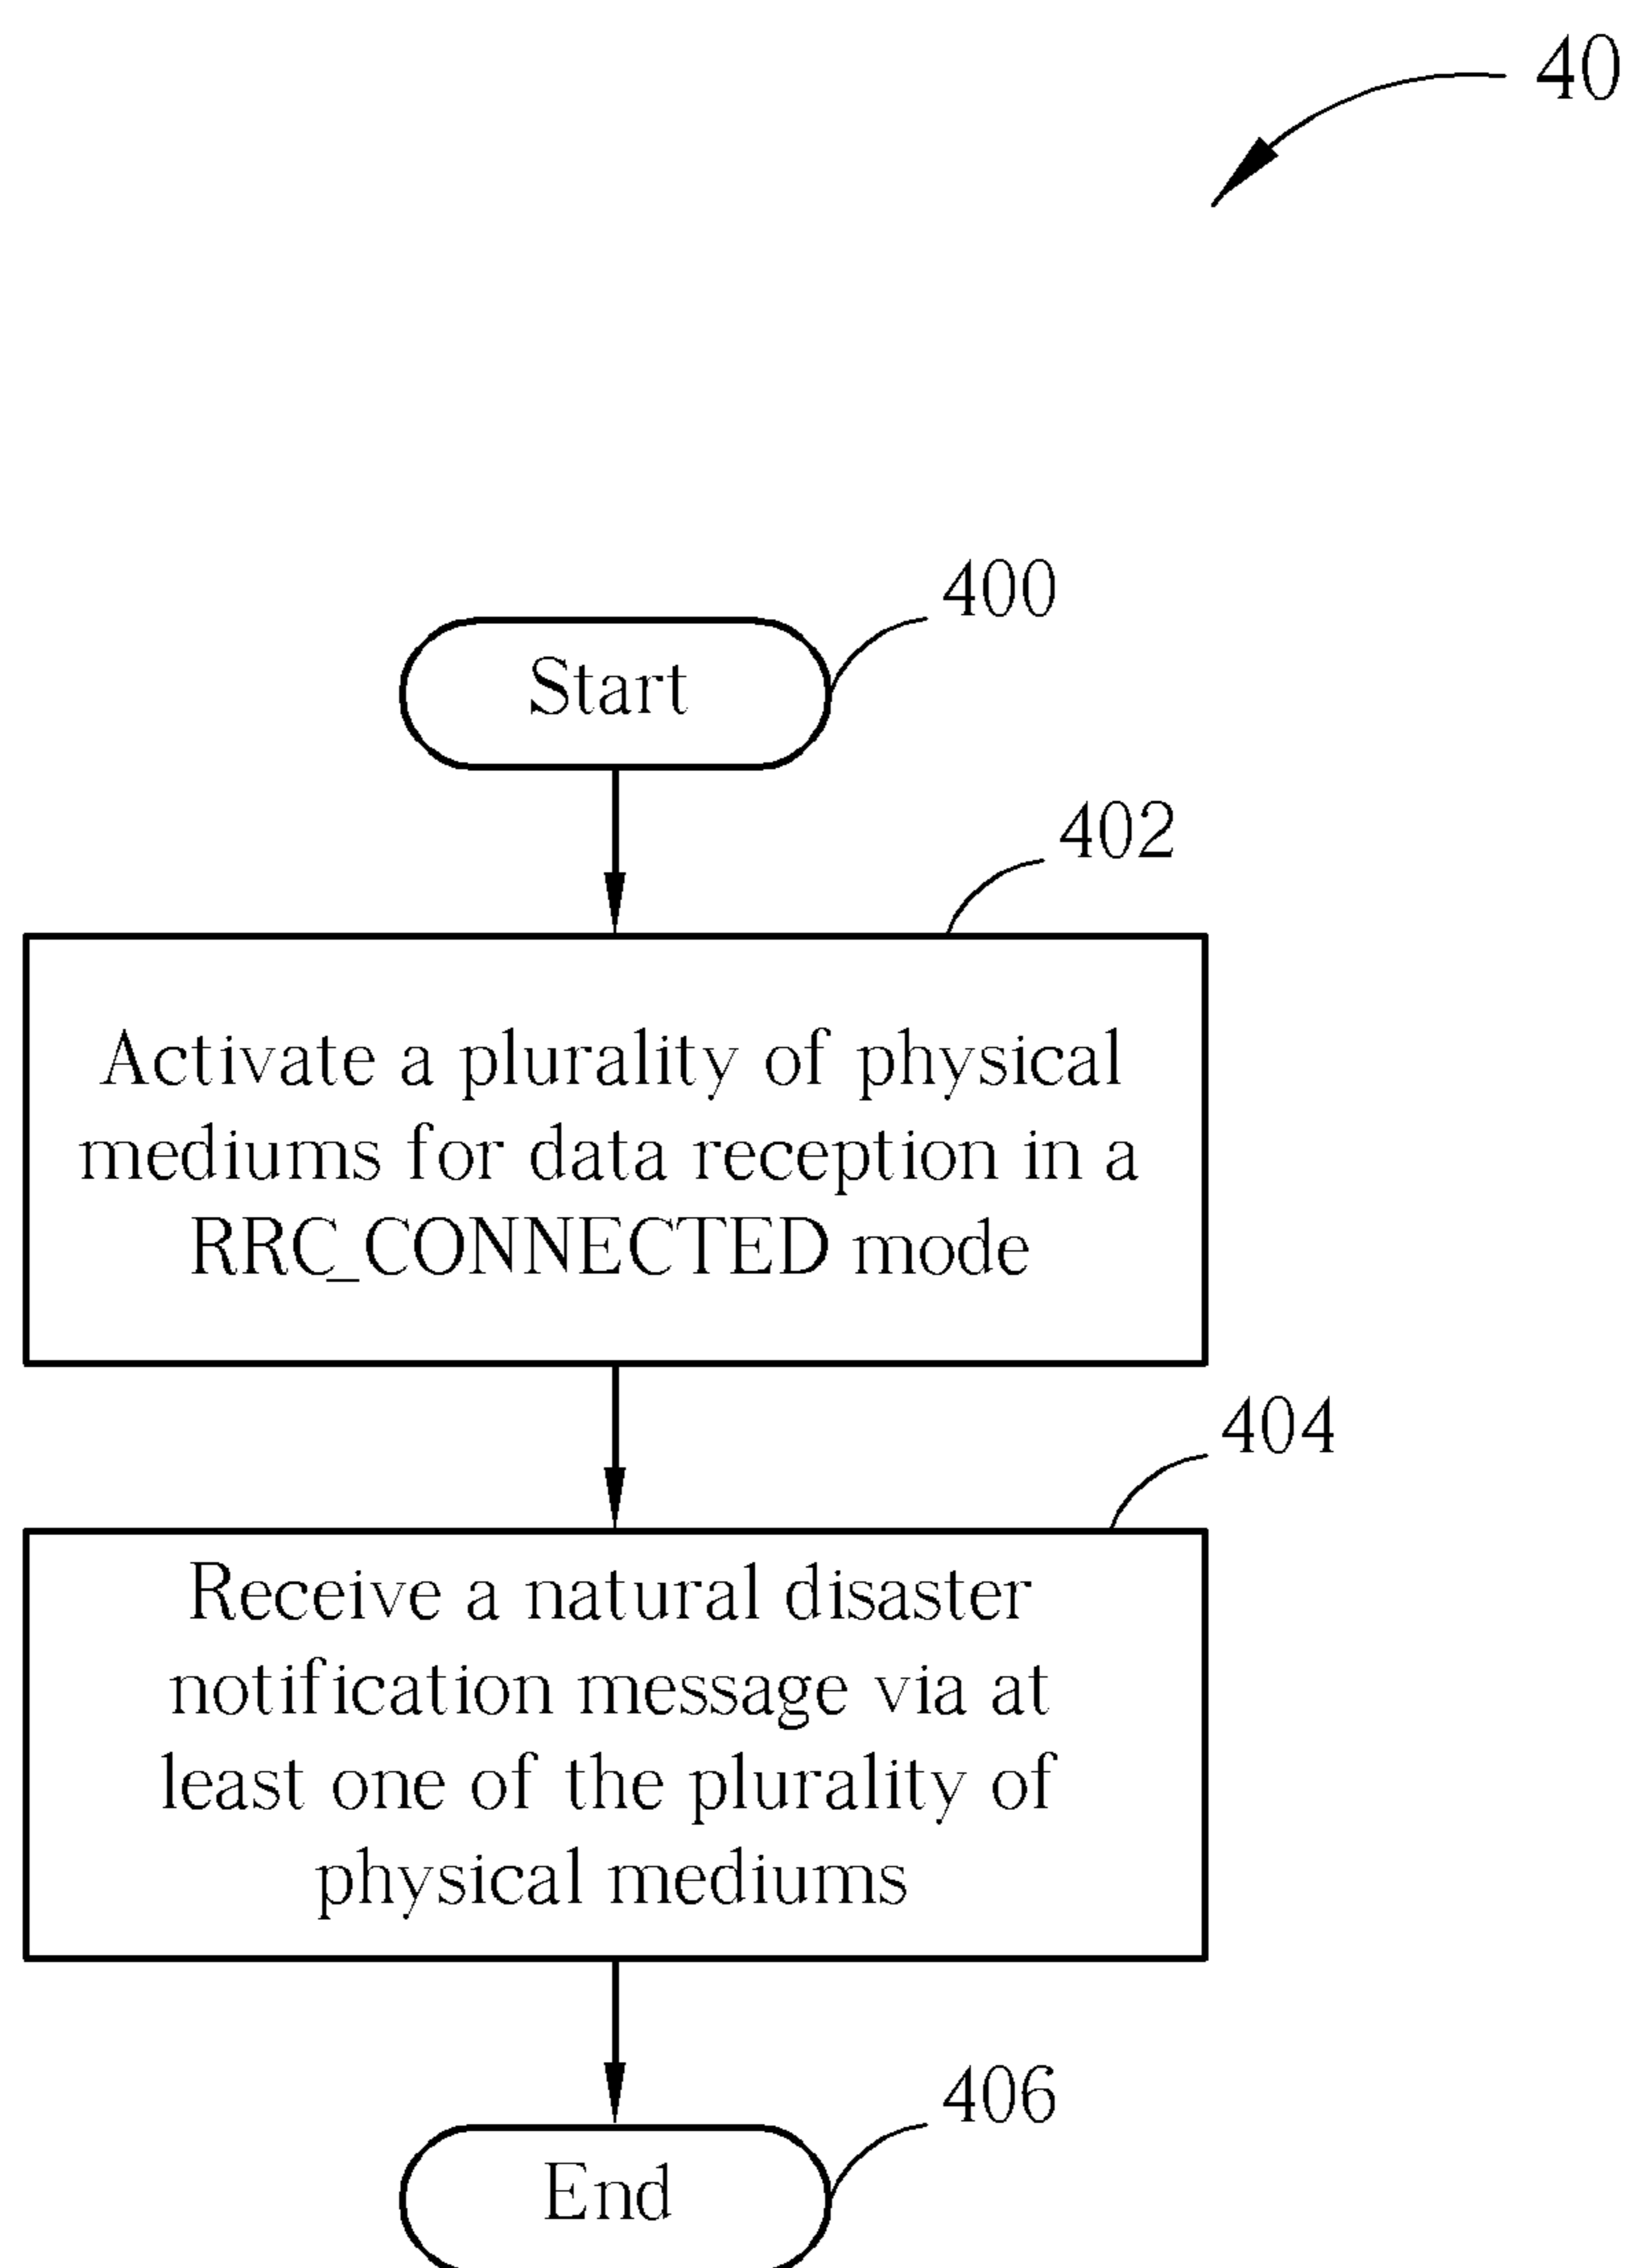 40
400
Start
402
Activate a plurality of physical
mediums for data reception in a
RRC_CONNECTED mode
404
Receive a natural disaster
notification message via at
least one of the plurality of
physical mediums
406
End